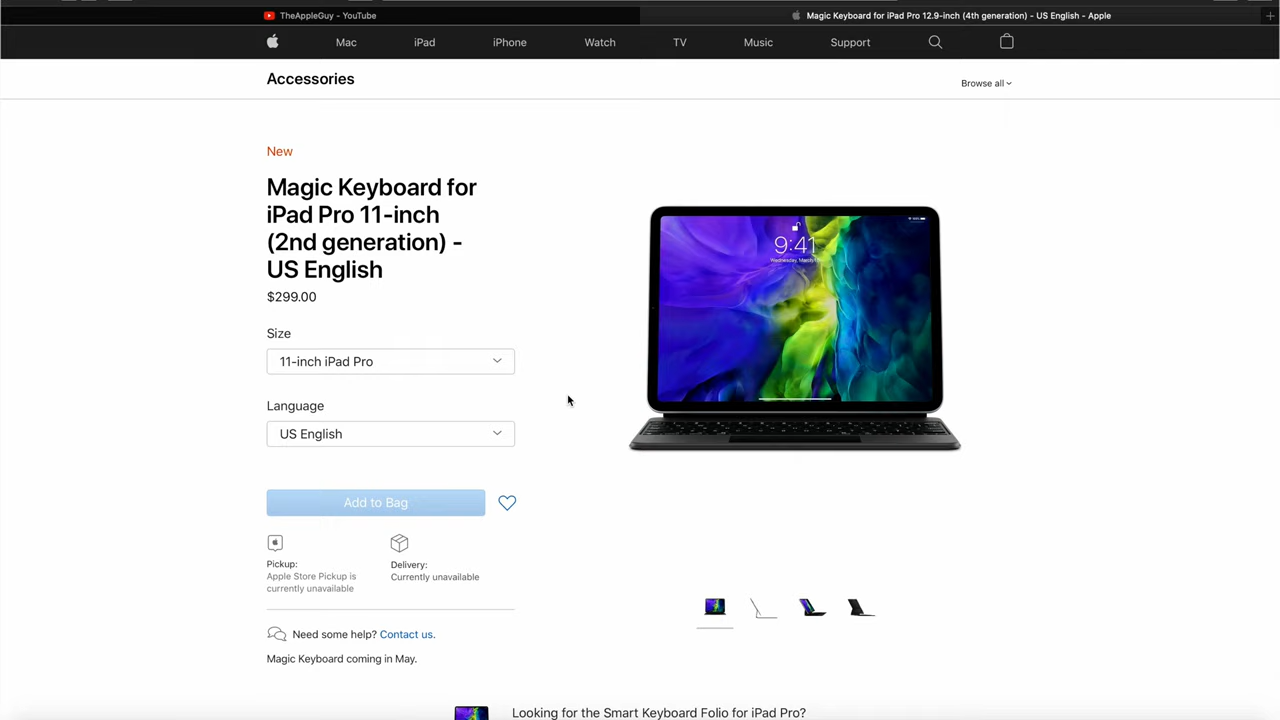 TheAppleGuy - YouTube
Magic Keyboard for iPad Pro 12.9-inch (4th generation) - US English - Apple
Mac iPad iPhone Watch TV Music Support
Accessories
Browse all
New
Magic Keyboard for
iPad Pro 11-inch
(2nd generation) -
US English
$299.00
Size
11-inch iPad Pro
Language
US English
Add to Bag
Pickup:
Apple Store Pickup is
currently unavailable
Delivery:
Currently unavailable
Need some help? Contact us.
Magic Keyboard coming in May.
9:41
Looking for the Smart Keyboard Folio for iPad Pro?